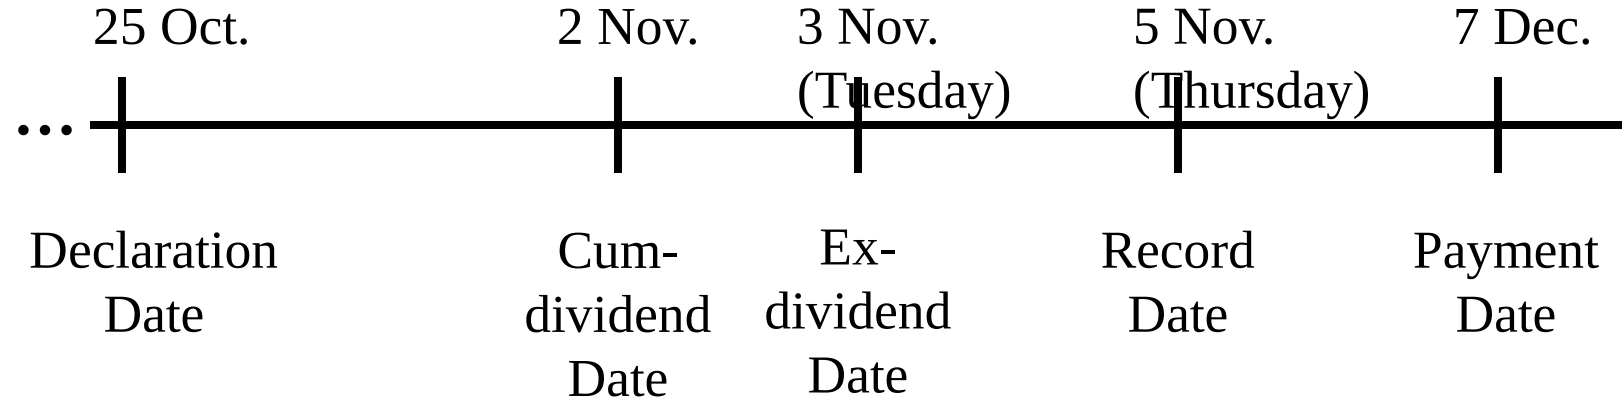 25 Oct.
2 Nov.
3 Nov.
(Tuesday)
5 Nov.
(Thursday)
7 Dec.
...
Declaration
Date
Cum-
dividend
Date
Ex-
dividend
Date
Record
Date
Payment
Date